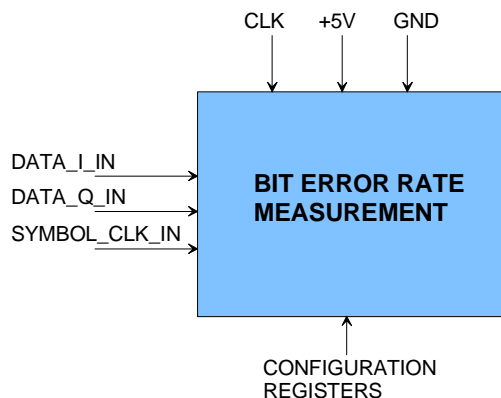 CLK +5V GND
DATA_I_IN
DATA_Q_IN
SYMBOL_CLK_IN
BIT ERROR RATE
MEASUREMENT
CONFIGURATION
REGISTERS